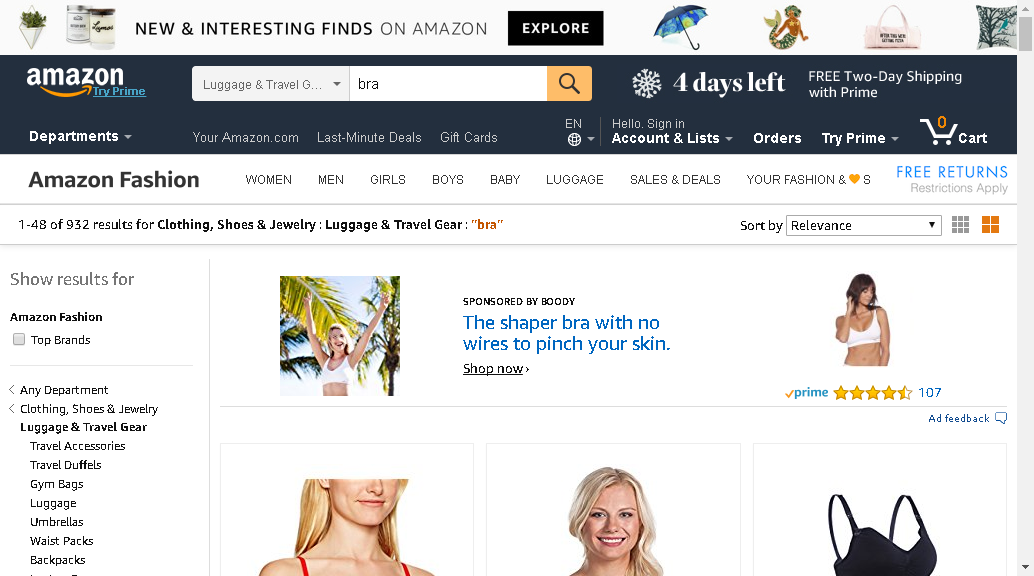 NEW & INTERESTING FINDS ON AMAZON EXPLORE
amazon
Try Prime
Luggage & Travel G... bra
4 days left FREE Two-Day Shipping
with Prime
Departments Your Amazon.com Last-Minute Deals Gift Cards
EN
Hello. Sign in
Account & Lists Orders Try Prime 0 Cart
Amazon Fashion WOMEN MEN GIRLS BOYS BABY LUGGAGE SALES & DEALS YOUR FASHION & S
FREE RETURNS
Restrictions Apply
1-48 of 932 results for Clothing, Shoes & Jewelry : Luggage & Travel Gear : "bra"
Sort by Relevance
Show results for
Amazon Fashion
Top Brands
Any Department
Clothing, Shoes & Jewelry
Luggage & Travel Gear
Travel Accessories
Travel Duffels
Gym Bags
Luggage
Umbrellas
Waist Packs
Backpacks
SPONSORED BY BOODY
The shaper bra with no
wires to pinch your skin.
Shop now ›
prime 107
Ad feedback